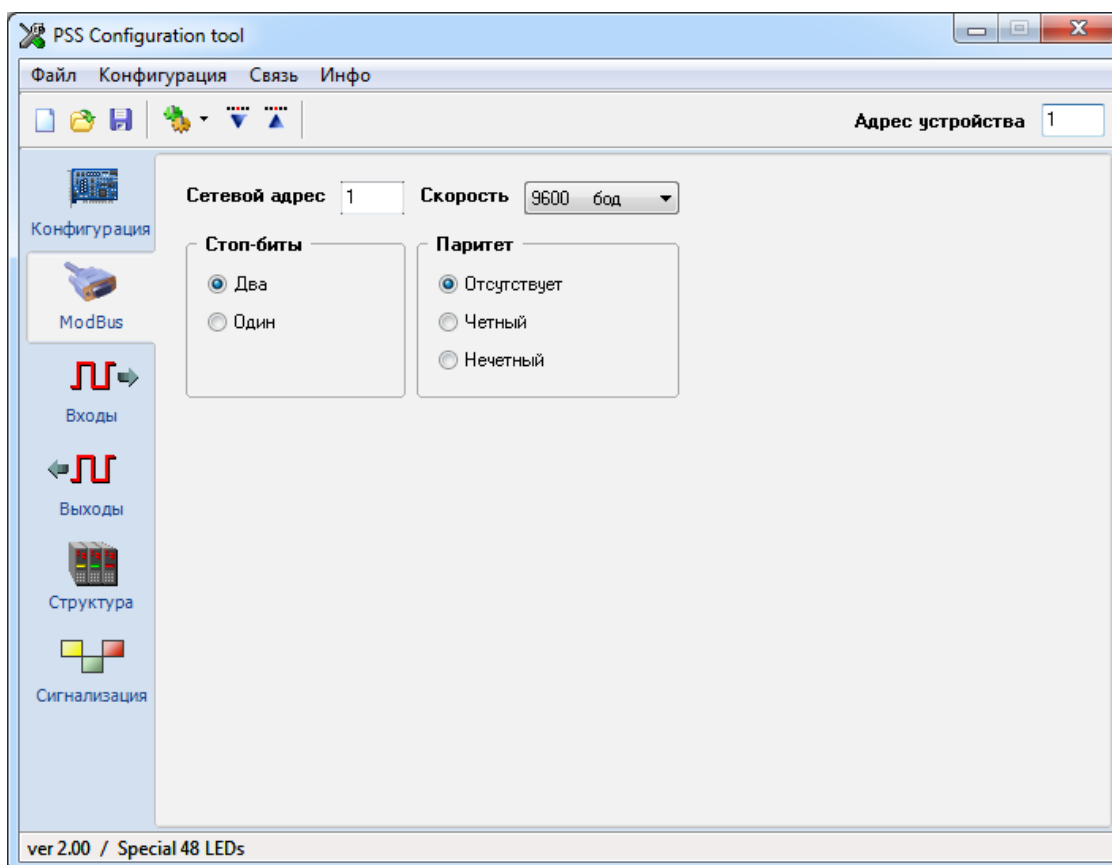 PSS Configuration tool
Файл Конфигурация Связь Инфо
Адрес устройства 1
Конфигурация
ModBus
Входы
Выходы
Структура
Сигнализация
Сетевой адрес 1 Скорость 9600 бод
Стоп-биты
Два
Один
Паритет
Отсутствует
Четный
Нечетный
ver 2.00 / Special 48 LEDs